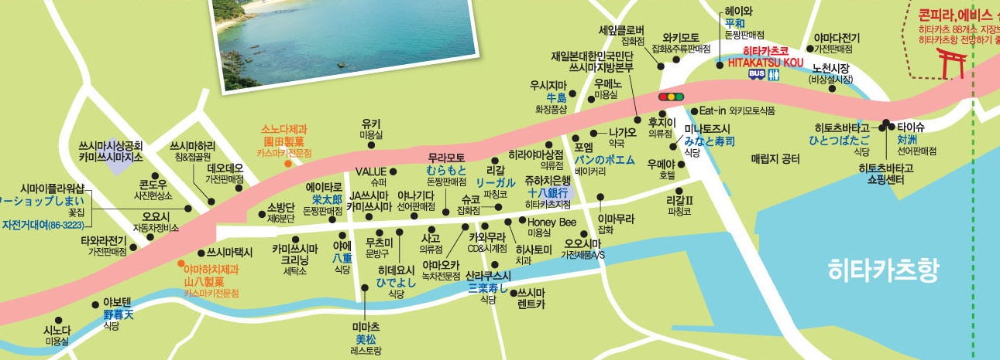 헤이와
平和
돈짱판매점
콘피라,에비스
히타카츠 88개소 지장
히타카츠항 전망하기
세잎클로버
잡화점
와키모토
잡화&주류판매점
야마다전기
가전판매점
히타카츠코
HITAKATSU KOU
BUS
재일본대한민국민단
쓰시마지방본부
노천시장
(비상설시장)
우시지마
牛島
화장품샵
우메노
미용실
Eat-in 와키모토식품
후지이
의류점
미나토즈시
みなと寿司
식당
히토츠바타고
ひとつばたご
식당
타이슈
対洲
선어판매점
히토츠바타고
쇼핑센터
매립지 공터
우메야
호텔
나가오
약국
포엠
パンのポエム
베이커리
소노다제과
園田製菓
카스마키전문점
유키
미용실
히라야마상점
의류점
쓰시마시상공회
카미쓰시마지소
쓰시마하리
침&접골원
데오데오
가전판매점
VALUE
슈퍼
무라모토
むらもと
돈짱판매점
리갈
リーガル
파칭코
쥬하치은행
十八銀行
히타카츠지점
콘도우
사진현상소
시마이플라워샵
ワーショップしまい
꽃집
자전거대여(86-3223)
오요시
자동차정비소
타와라전기
가전판매점
소방단
제6분단
에이타로
栄太郎
돈짱판매점
JA쓰시마
카미쓰시마
야나기다
선어판매점
슈코
잡화점
리갈Ⅱ
파칭코
이마무라
잡화
Honey Bee
미용실
쓰시마택시
카미쓰시마
크리닝
세탁소
야에
八重
식당
무츠미
문방구
사고
의류점
카와무라
CD&시계점
히사토미
치과
오오시마
가전제품A/S
야마하치제과
山八製菓
카스마키전문점
히데요시
ひでよし
식당
야마오카
녹차전문점
산라쿠스시
三楽寿し
식당
쓰시마
렌트카
히타카츠항
야보텐
野暮天
식당
시노다
미용실
미마츠
美松
레스토랑